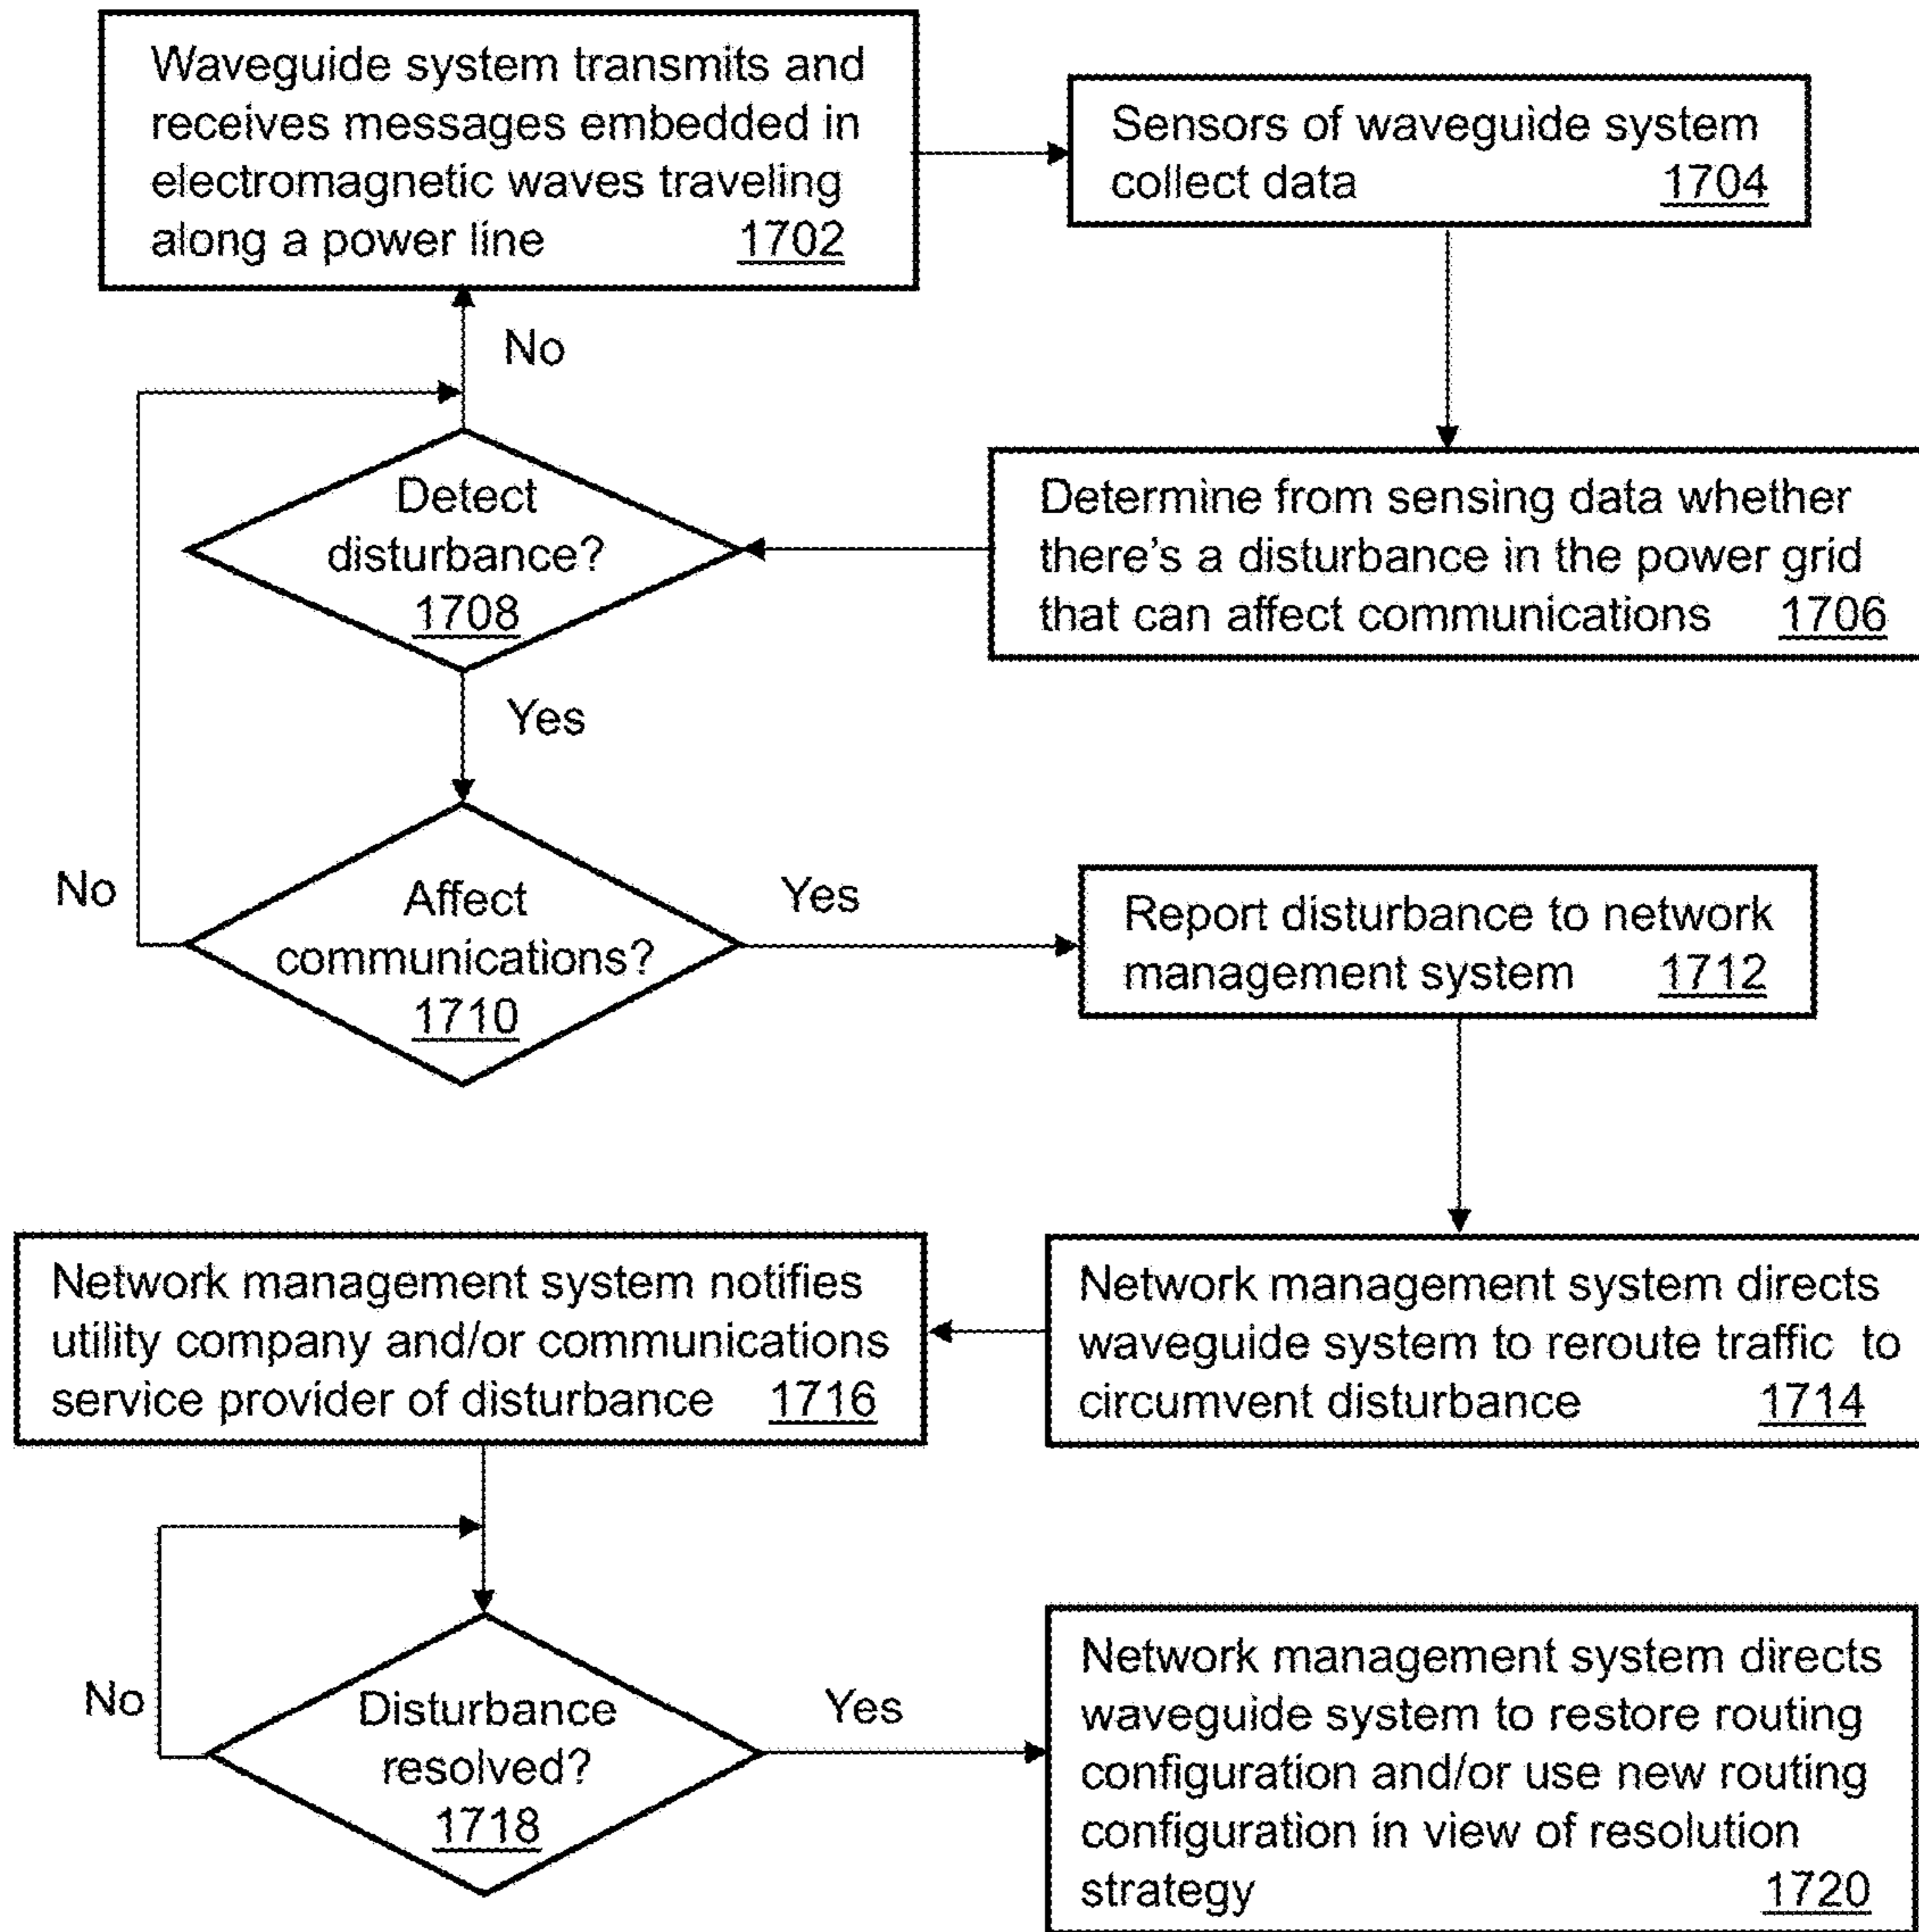 Waveguide system transmits and
receives messages embedded in
electromagnetic waves traveling
along a power line 1702
Sensors of waveguide system
collect data 1704
No
Detect
disturbance?
1708
Determine from sensing data whether
there's a disturbance in the power grid
that can affect communications 1706
Yes
No
Affect
communications?
1710
Yes
Report disturbance to network
management system 1712
Network management system notifies
utility company and/or communications
service provider of disturbance 1716
Network management system directs
waveguide system to reroute traffic to
circumvent disturbance 1714
No
Disturbance
resolved?
1718
Yes
Network management system directs
waveguide system to restore routing
configuration and/or use new routing
configuration in view of resolution
strategy 1720